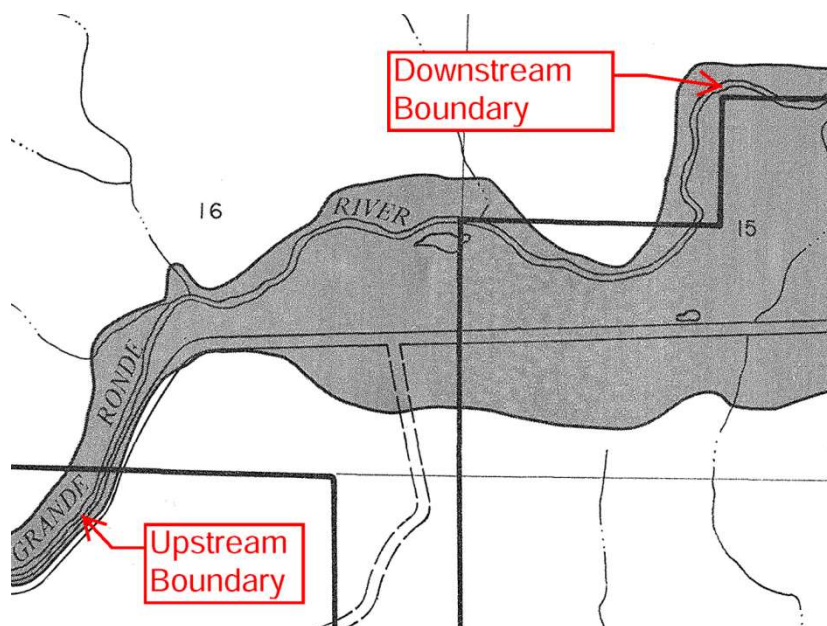 Downstream
Boundary
16
RIVER
15
RONDE
GRANDE
Upstream
Boundary